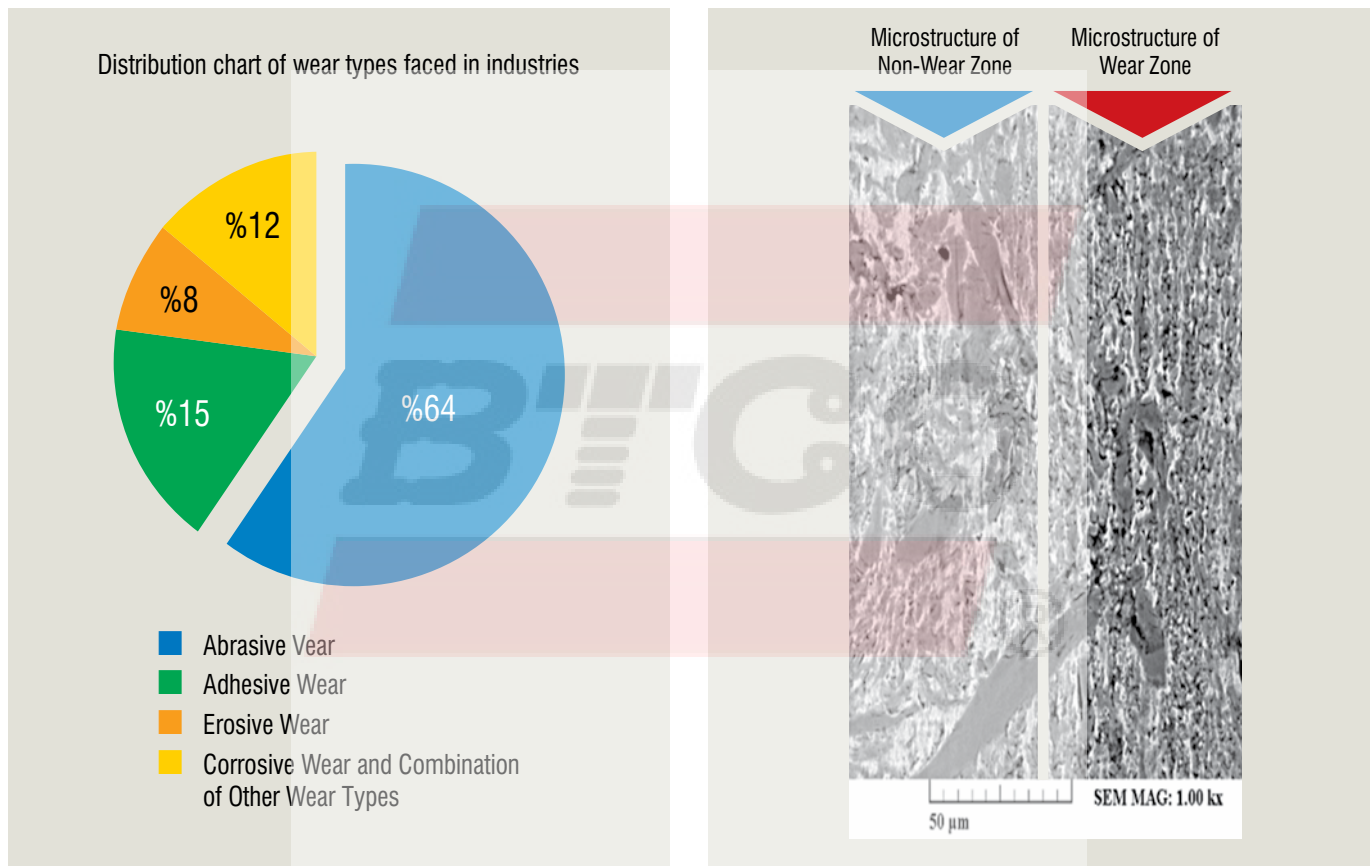 Distribution chart of wear types faced in industries
%12
%8
%15
%64
Abrasive Vear
Adhesive Wear
Erosive Wear
Corrosive Wear and Combination
of Other Wear Types
Microstructure of
Non-Wear Zone
Microstructure of
Wear Zone
SEM MAG: 1.00 kx
50 µm